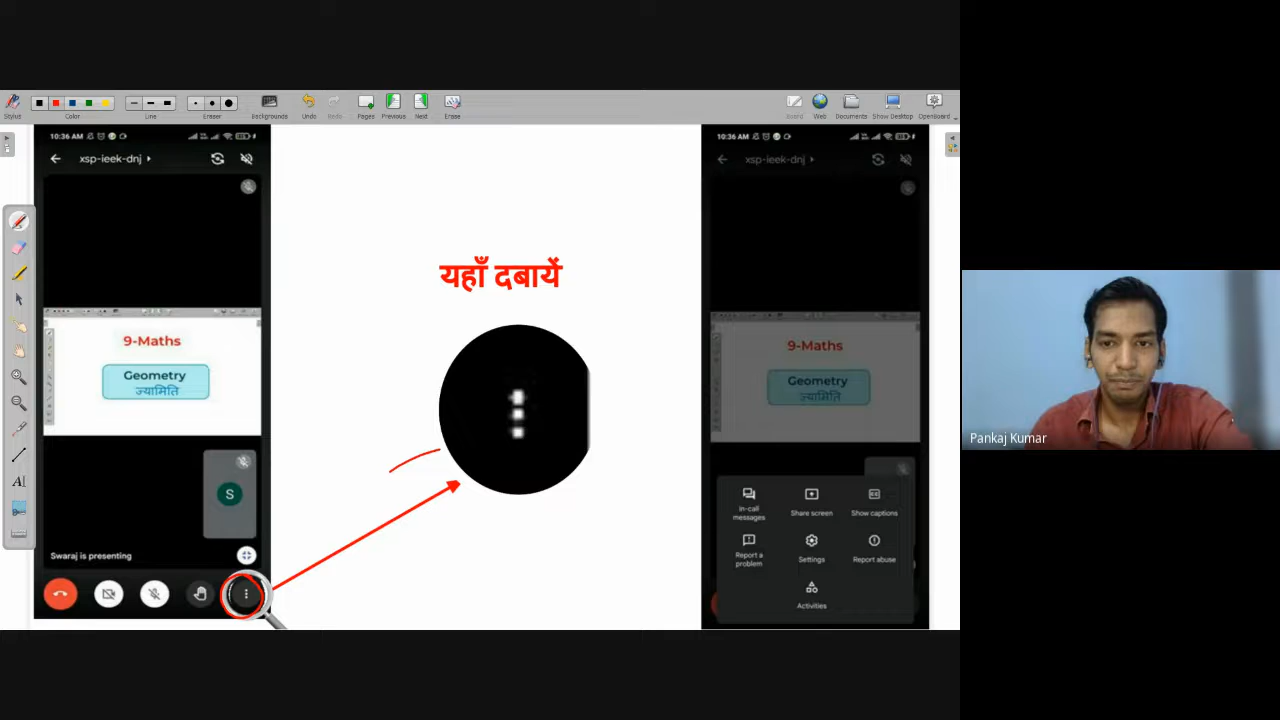 Stylus
Color
Line
Eraser
Backgrounds
Undo
Redo
Pages
Previous
Next
Erase
Board
Web
Documents
Show Desktop
OpenBoard
10:36 AM
xsp-ieek-dnj
9-Maths
Geometry
ज्यामिति
S
Swaraj is presenting
यहाँ दबायें
10:36 AM
xsp-ieek-dnj
9-Maths
Geometry
ज्यामिति
In-call
messages
Share screen
Show captions
Report a
problem
Settings
Report abuse
Activities
AI
Pankaj Kumar